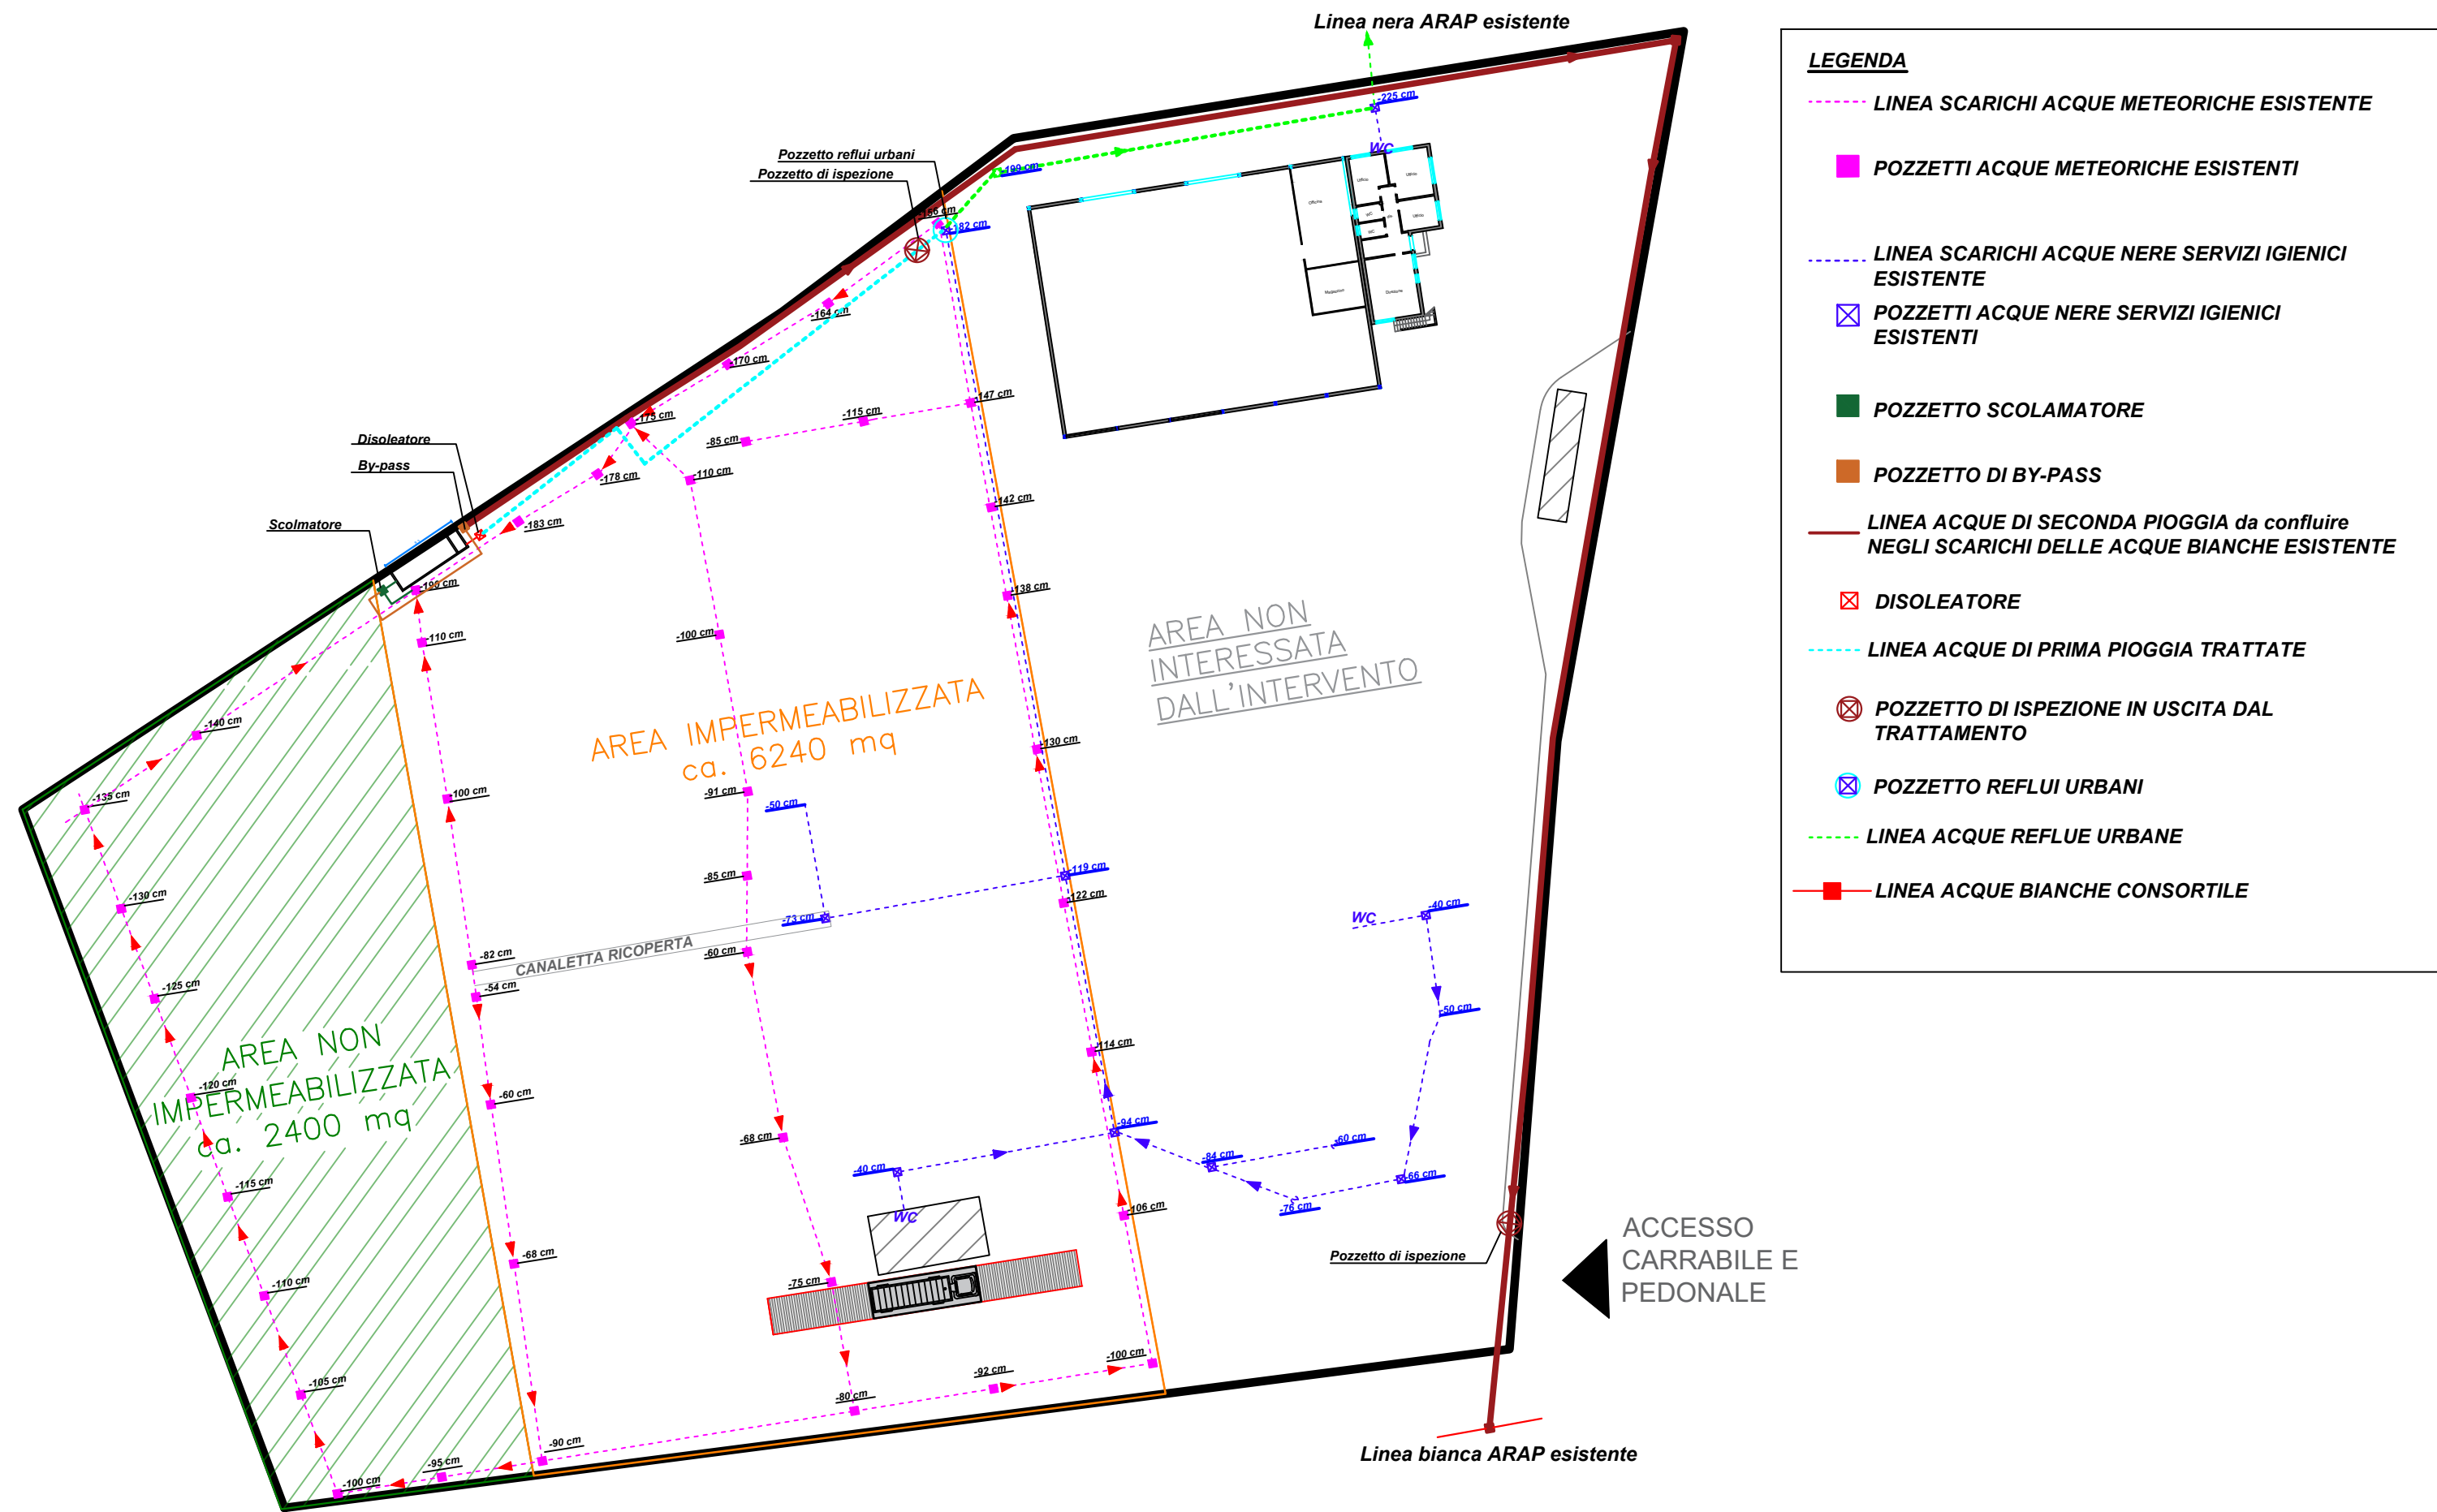 Linea nera ARAP esistente
-225 cm
WC
Pozzetto reflui urbani
Pozzetto di ispezione
-199 cm
-182 cm
Ufficio
Ufficio
Ufficio
WC
WC
Officina
Magazzino
-164 cm
-170 cm
-175 cm
-147 cm
-115 cm
-85 cm
-178 cm
-110 cm
Disoleatore
By-pass
Scolmatore
-183 cm
-142 cm
-190 cm
-138 cm
-110 cm
-100 cm
AREA NON
INTERESSATA
DALL'INTERVENTO
AREA IMPERMEABILIZZATA
ca. 6240 mq
-140 cm
-130 cm
-135 cm
-100 cm
-91 cm
-50 cm
-85 cm
-119 cm
-122 cm
-130 cm
-73 cm
-40 cm
WC
-60 cm
CANALETTA RICOPERTA
-82 cm
-54 cm
-125 cm
-50 cm
AREA NON
IMPERMEABILIZZATA
ca. 2400 mq
-114 cm
-120 cm
-60 cm
-94 cm
-68 cm
-60 cm
-84 cm
-66 cm
-76 cm
-40 cm
WC
-115 cm
-106 cm
-68 cm
-75 cm
-110 cm
Pozzetto di ispezione
ACCESSO
CARRABILE E
PEDONALE
-100 cm
-92 cm
-105 cm
-80 cm
-90 cm
-95 cm
-100 cm
Linea bianca ARAP esistente
LEGENDA
LINEA SCARICHI ACQUE METEORICHE ESISTENTE
POZZETTI ACQUE METEORICHE ESISTENTI
LINEA SCARICHI ACQUE NERE SERVIZI IGIENICI
ESISTENTE
POZZETTI ACQUE NERE SERVIZI IGIENICI
ESISTENTI
POZZETTO SCOLAMATORE
POZZETTO DI BY-PASS
LINEA ACQUE DI SECONDA PIOGGIA da confluire
NEGLI SCARICHI DELLE ACQUE BIANCHE ESISTENTE
DISOLEATORE
LINEA ACQUE DI PRIMA PIOGGIA TRATTATE
POZZETTO DI ISPEZIONE IN USCITA DAL
TRATTAMENTO
POZZETTO REFLUI URBANI
LINEA ACQUE REFLUE URBANE
LINEA ACQUE BIANCHE CONSORTILE